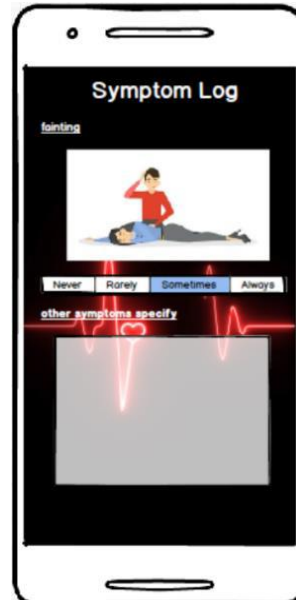 Symptom Log
fainting
Never Rarely Sometimes Always
other symptoms specify